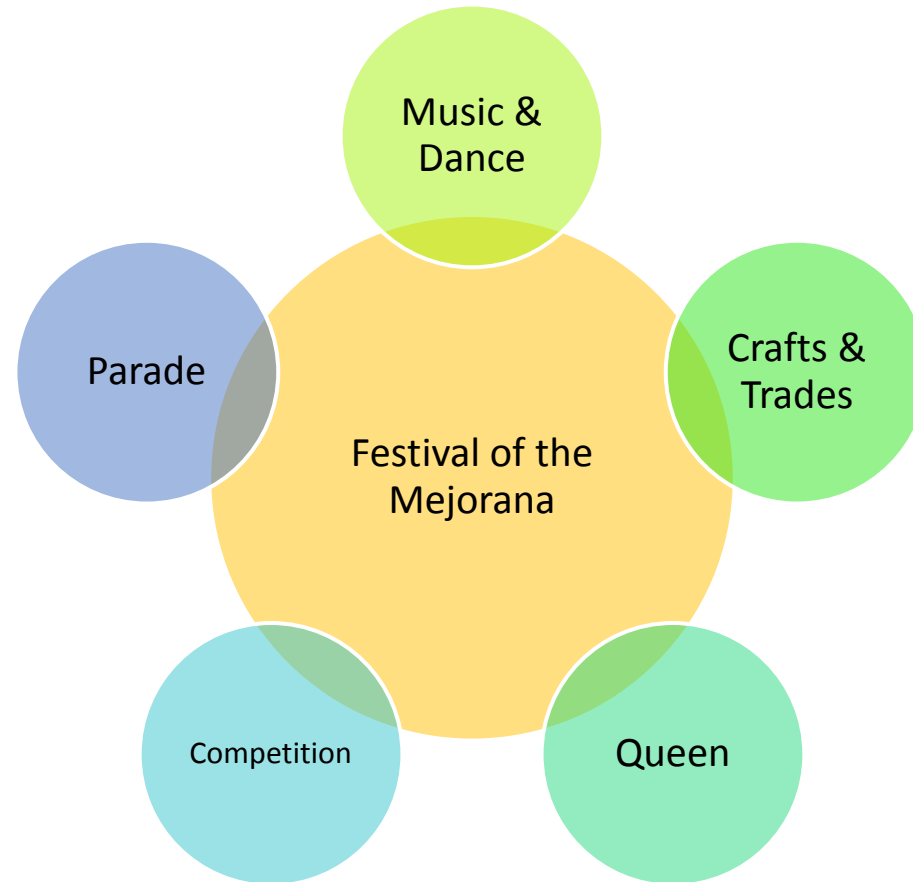 Music &
Dance
Parade
Crafts &
Trades
Festival of the
Mejorana
Competition
Queen